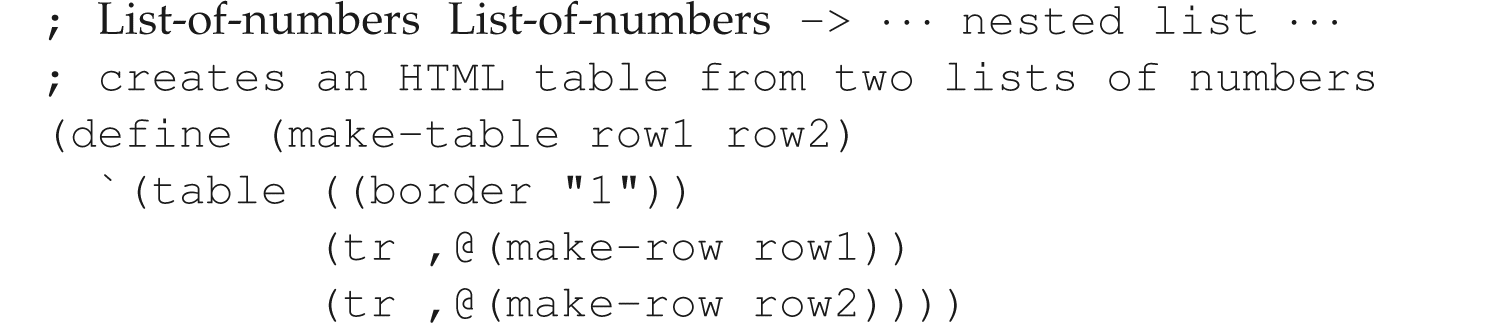 ; List-of-numbers List-of-numbers -> ... nested list ...
; creates an HTML table from two lists of numbers
(define (make-table row1 row2)
  `(table ((border "1"))
          (tr ,@(make-row row1))
          (tr ,@(make-row row2))))